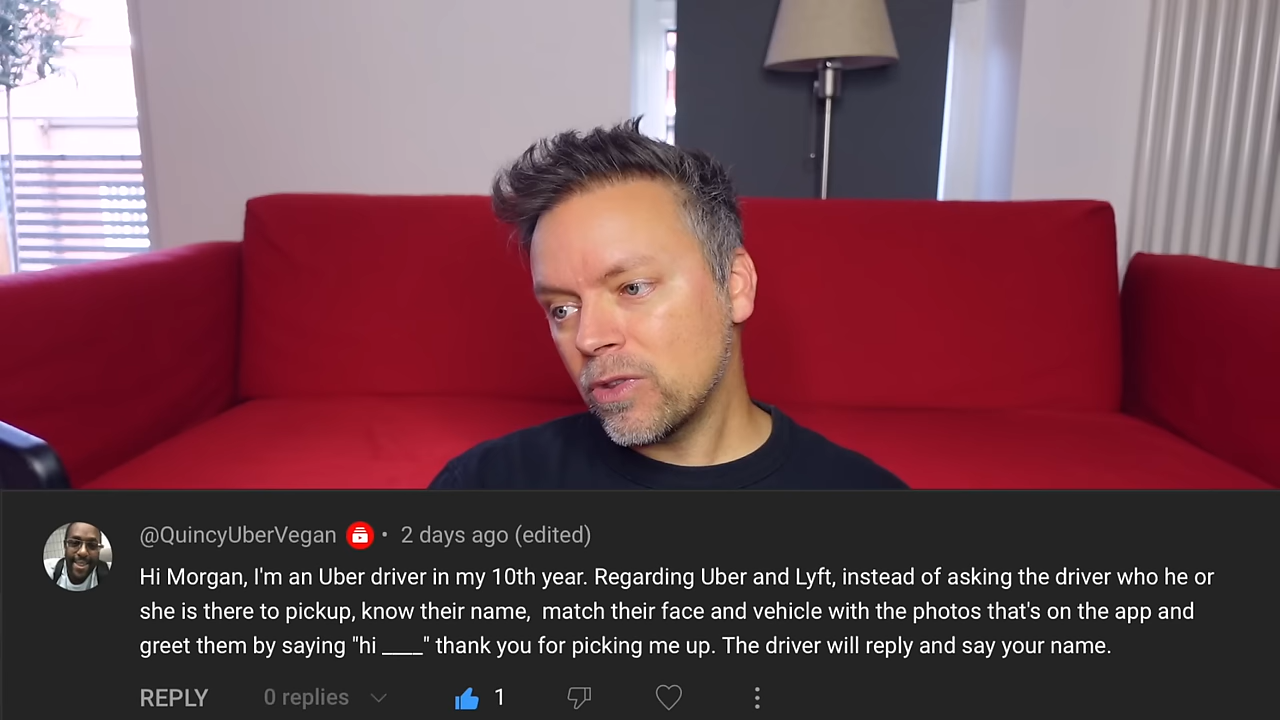 @QuincyUberVegan • 2 days ago (edited)
Hi Morgan, I'm an Uber driver in my 10th year. Regarding Uber and Lyft, instead of asking the driver who he or
she is there to pickup, know their name,  match their face and vehicle with the photos that's on the app and
greet them by saying "hi ____" thank you for picking me up. The driver will reply and say your name.
REPLY 0 replies 1